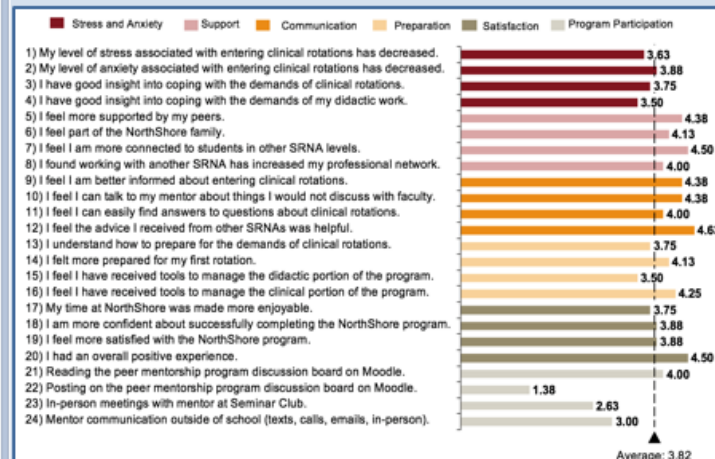 Stress and Anxiety Support Communication Preparation Satisfaction Program Participation
1) My level of stress associated with entering clinical rotations has decreased. 3.63
2) My level of anxiety associated with entering clinical rotations has decreased. 3.88
3) I have good insight into coping with the demands of clinical rotations. 3.75
4) I have good insight into coping with the demands of my didactic work. 3.50
5) I feel more supported by my peers. 4.38
6) I feel part of the NorthShore family. 4.13
7) I feel I am more connected to students in other SRNA levels. 4.50
8) I found working with another SRNA has increased my professional network. 4.00
9) I feel I am better informed about entering clinical rotations. 4.38
10) I feel I can talk to my mentor about things I would not discuss with faculty. 4.38
11) I feel I can easily find answers to questions about clinical rotations. 4.00
12) I feel the advice I received from other SRNAs was helpful. 4.63
13) I understand how to prepare for the demands of clinical rotations. 3.75
14) I felt more prepared for my first rotation. 4.13
15) I feel I have received tools to manage the didactic portion of the program. 3.50
16) I feel I have received tools to manage the clinical portion of the program. 4.25
17) My time at NorthShore was made more enjoyable. 3.75
18) I am more confident about successfully completing the NorthShore program. 3.88
19) I feel more satisfied with the NorthShore program. 3.88
20) I had an overall positive experience. 4.50
21) Reading the peer mentorship program discussion board on Moodle. 4.00
22) Posting on the peer mentorship program discussion board on Moodle. 1.38
23) In-person meetings with mentor at Seminar Club. 2.63
24) Mentor communication outside of school (texts, calls, emails, in-person). 3.00
Average: 3.82